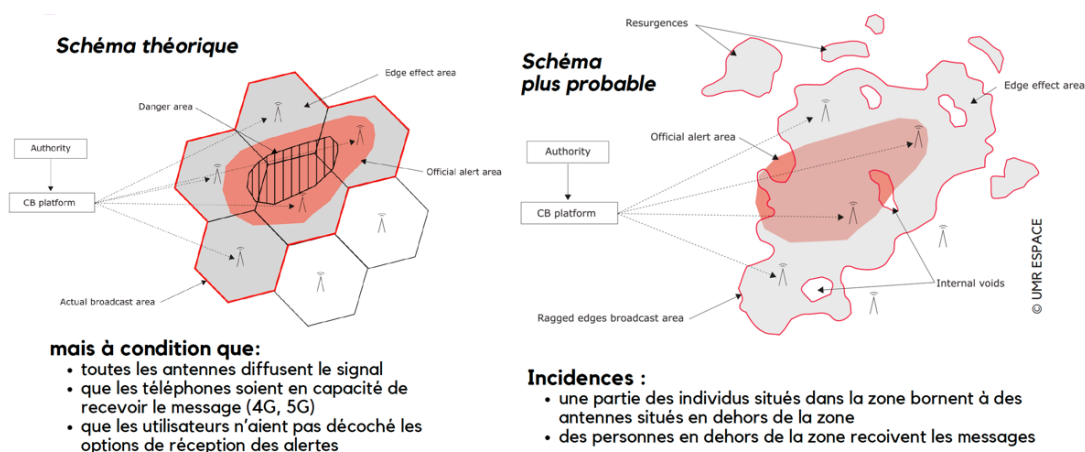 Schéma théorique
Edge effect area
Danger area
Authority
Official alert area
CB platform
Actual broadcast area
mais à condition que:
• toutes les antennes diffusent le signal
• que les téléphones soient en capacité de
recevoir le message (4G, 5G)
• que les utilisateurs n'aient pas décoché les
options de réception des alertes
Resurgences
Schéma
plus probable
Edge effect area
Official alert area
Authority
CB platform
Internal voids
Ragged edges broadcast area
© UMR ESPACE
Incidences :
• une partie des individus situés dans la zone bornent à des
antennes situés en dehors de la zone
• des personnes en dehors de la zone recoivent les messages